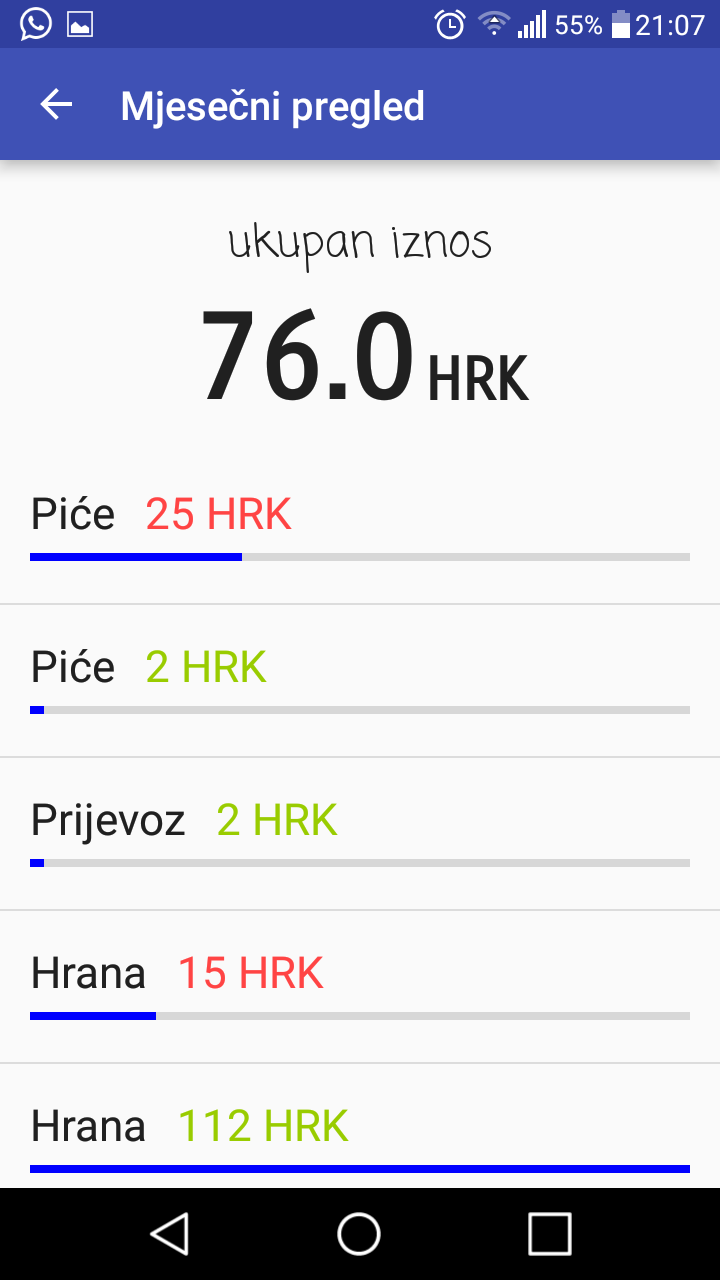 55% 21:07
Mjesečni pregled
ukupan iznos
76.0 HRK
Piće 25 HRK
Piće 2 HRK
Prijevoz 2 HRK
Hrana 15 HRK
Hrana 112 HRK